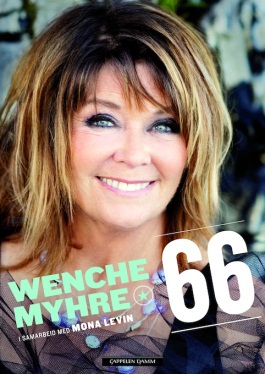 WENCHE
MYHRE
66
I SAMARBEID MED MONA LEVIN
CAPPELEN DAMM